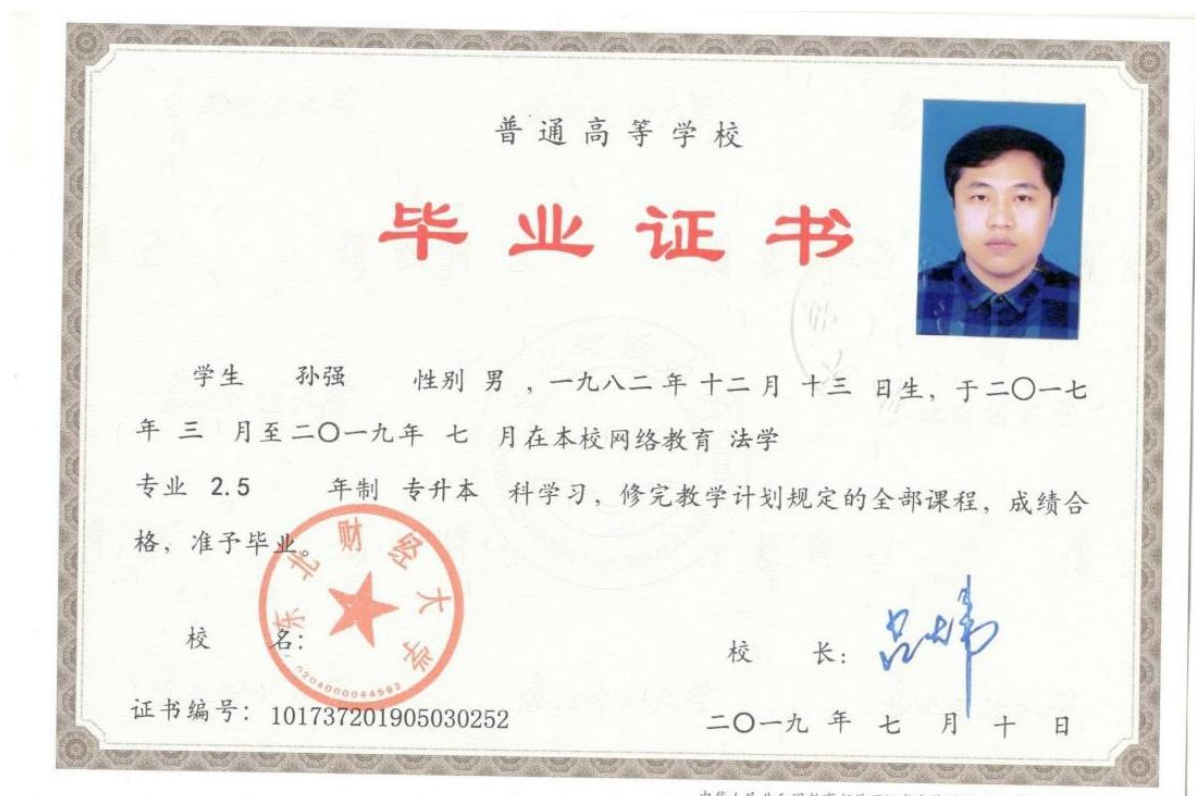 普通高等学校
毕业证书
学生 孙强 性别 男 ，一九八二年 十二月 十三 日生，于二〇一七
年 三 月至二〇一九年 七 月在本校网络教育 法学
专业 2.5 年制 专升本 科学习，修完教学计划规定的全部课程，成绩合
格，准予毕业。
东北财经大学
0204000044592
校 名：
校 长：
证书编号：101737201905030252
二〇一九 年 七 月 十 日